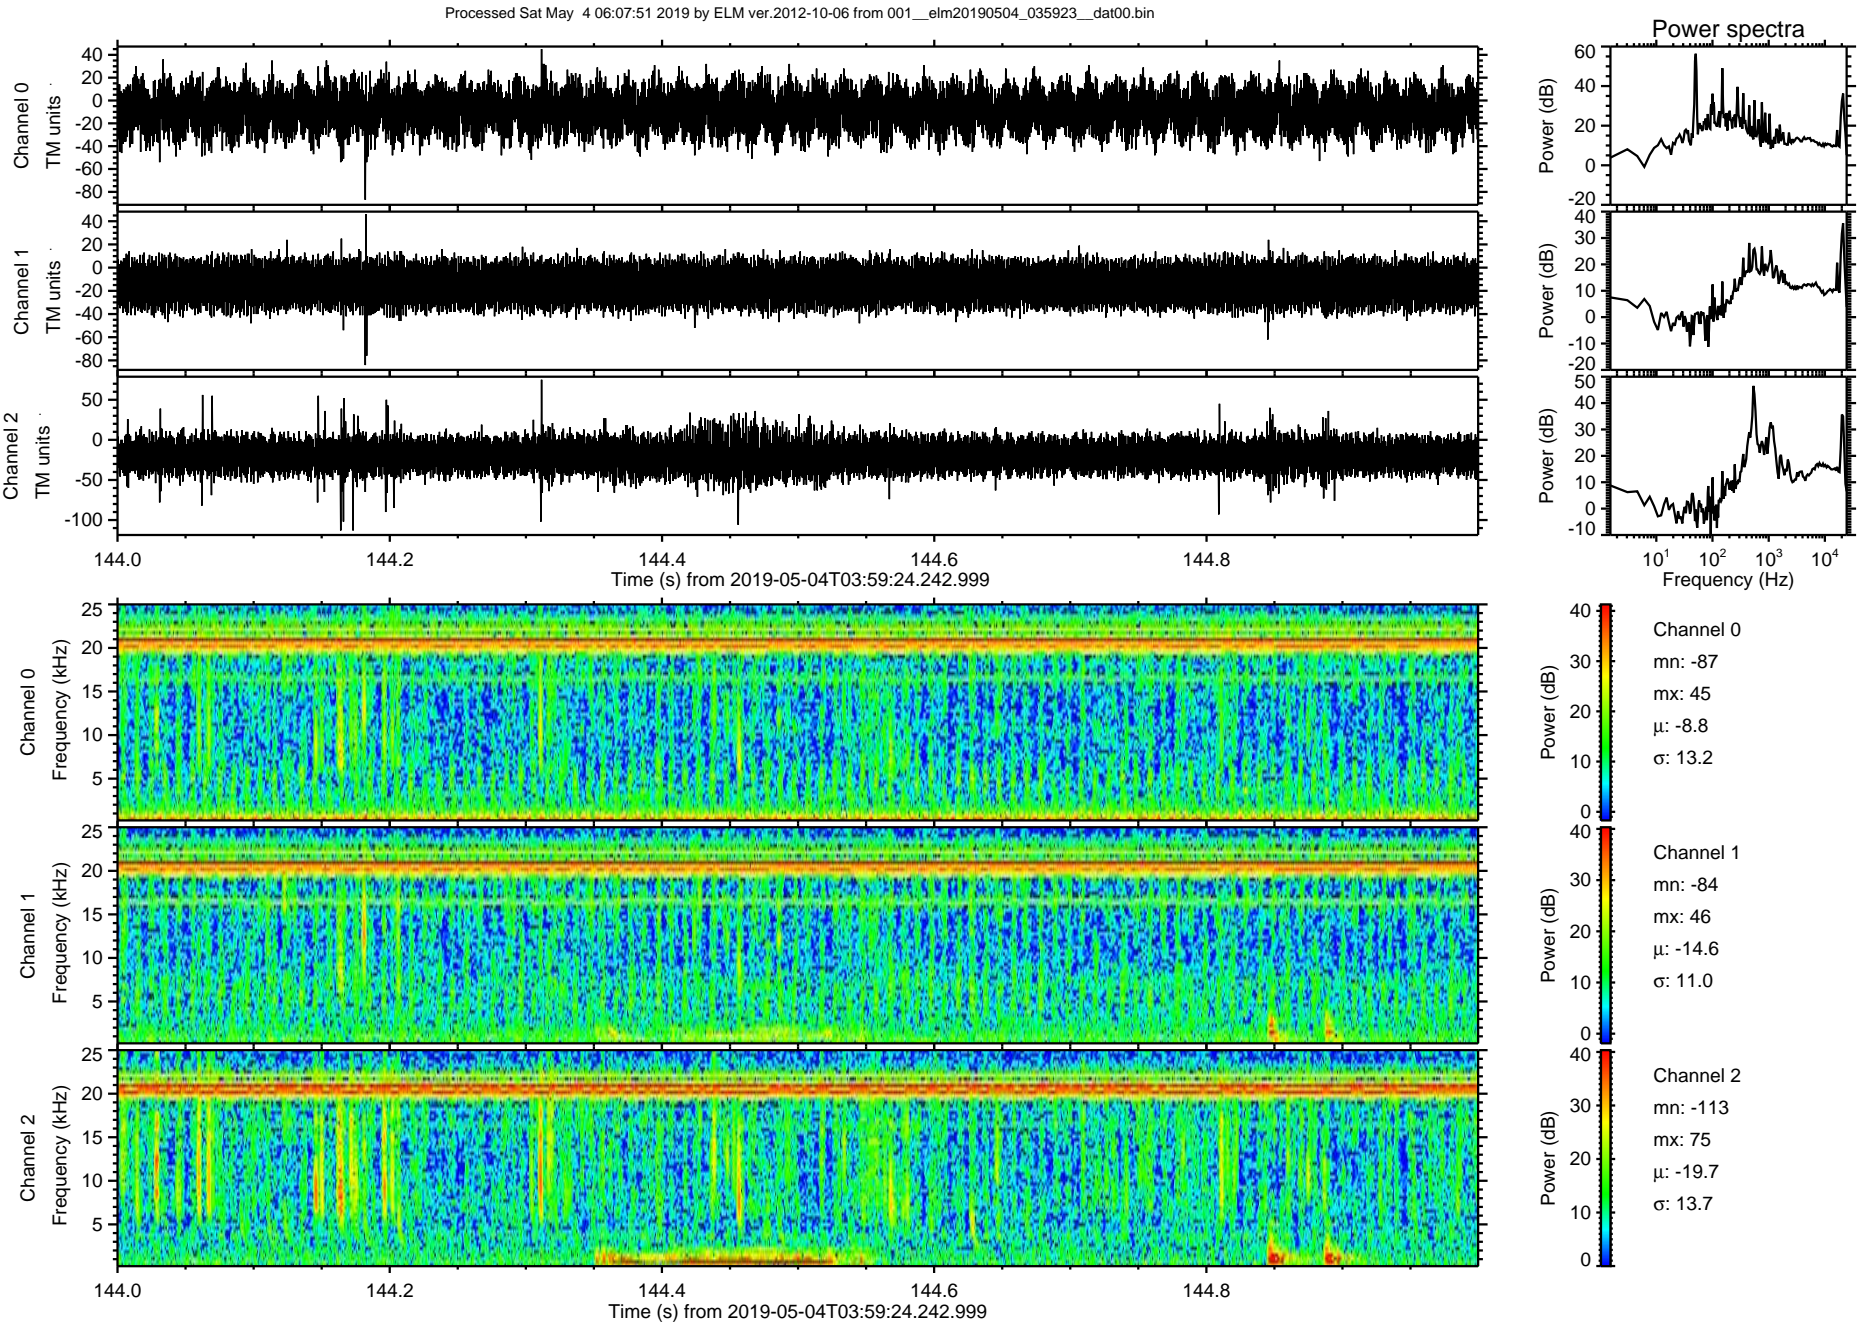 Processed Sat May 4 06:07:51 2019 by ELM ver.2012-10-06 from 001__elm20190504_035923__dat00.bin
Power spectra
Channel 0
TM units
40
20
0
-20
-40
-60
-80
Power (dB)
60
40
20
0
-20
Channel 1
TM units
40
20
0
-20
-40
-60
-80
Power (dB)
40
30
20
10
0
-10
-20
Channel 2
TM units
50
0
-50
-100
Power (dB)
50
40
30
20
10
0
-10
144.0 144.2 144.4 144.6 144.8
Time (s) from 2019-05-04T03:59:24.242.999
10^1 10^2 10^3 10^4
Frequency (Hz)
Channel 0
Frequency (kHz)
25
20
15
10
5
Power (dB)
40
30
20
10
0
Channel 0
mn: -87
mx: 45
μ: -8.8
σ: 13.2
Channel 1
Frequency (kHz)
25
20
15
10
5
Power (dB)
40
30
20
10
0
Channel 1
mn: -84
mx: 46
μ: -14.6
σ: 11.0
Channel 2
Frequency (kHz)
25
20
15
10
5
Power (dB)
40
30
20
10
0
Channel 2
mn: -113
mx: 75
μ: -19.7
σ: 13.7
144.0 144.2 144.4 144.6 144.8
Time (s) from 2019-05-04T03:59:24.242.999